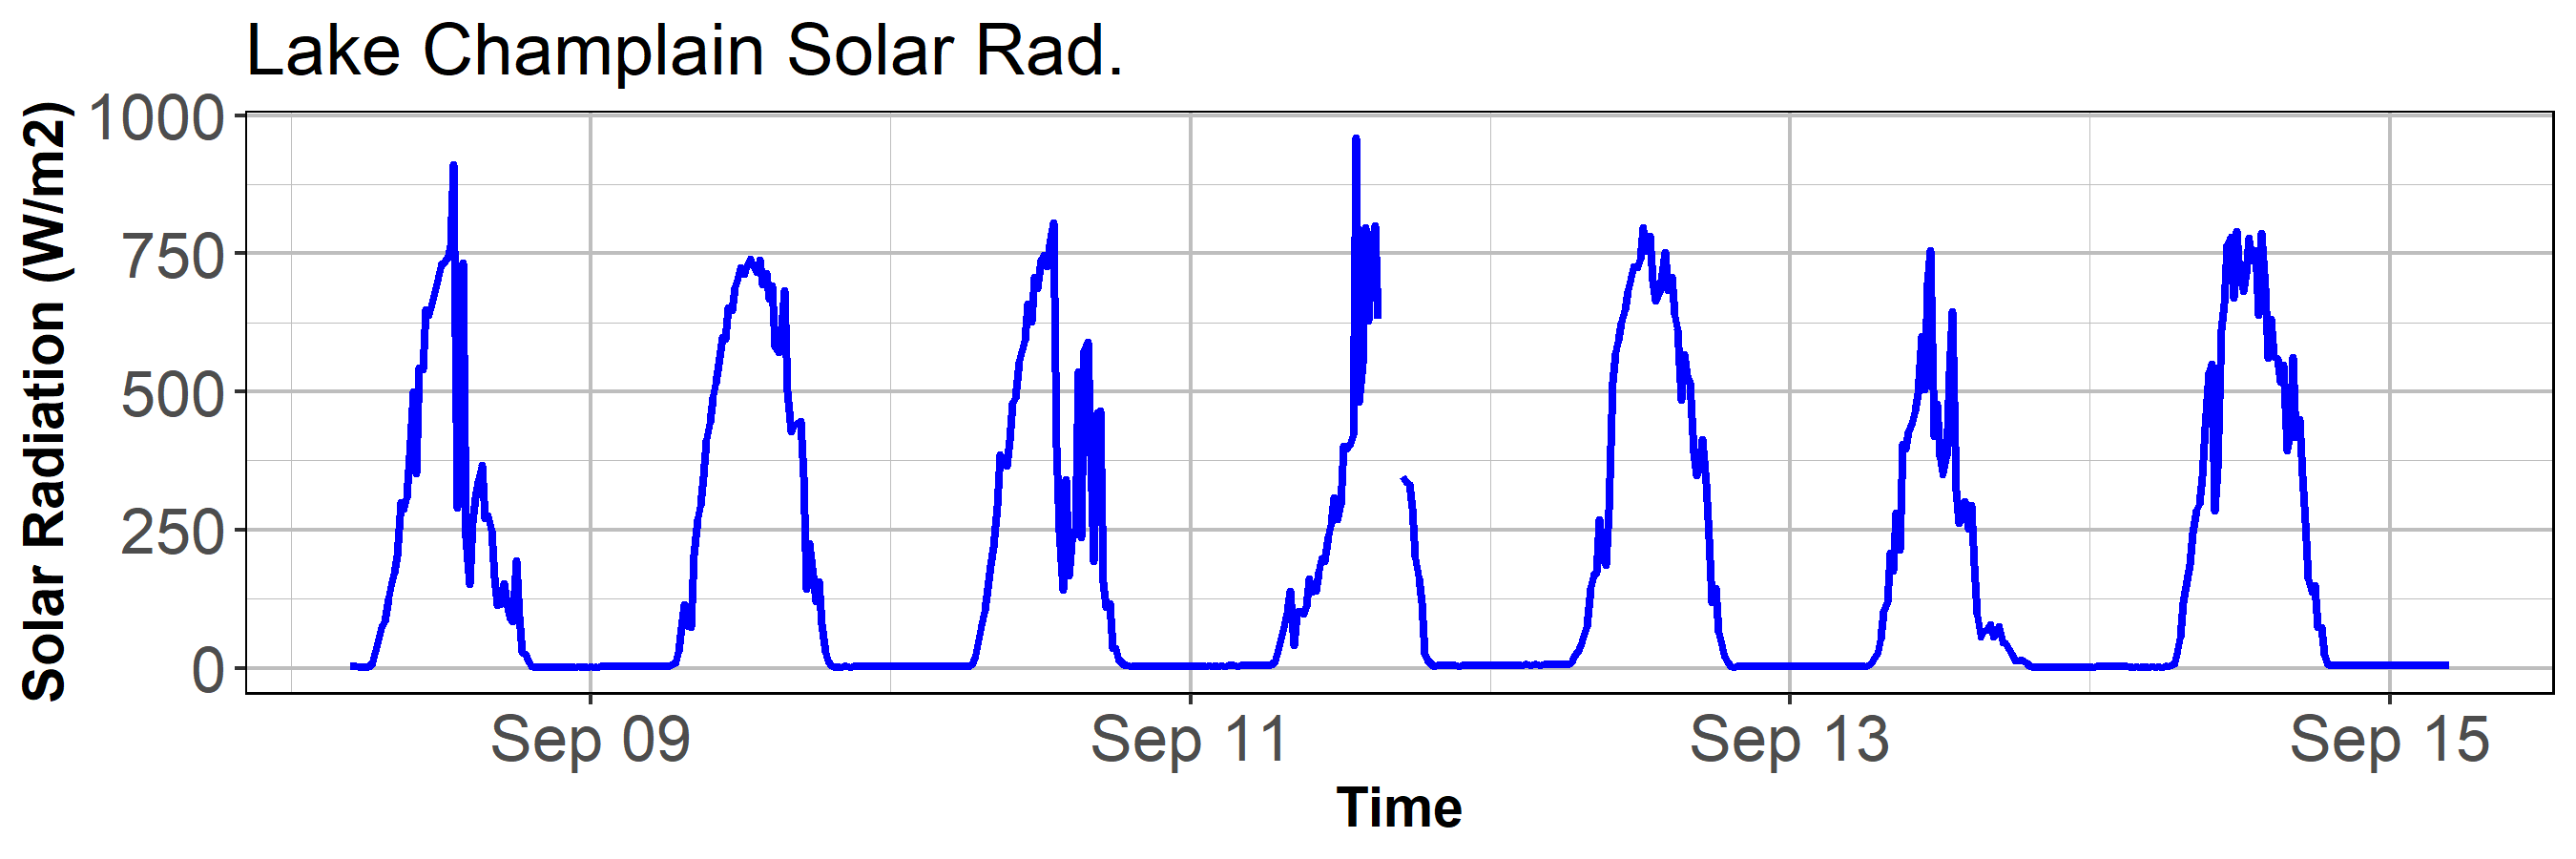 Lake Champlain Solar Rad.
Solar Radiation (W/m2)
1000
750
500
250
0
Sep 09 Sep 11 Sep 13 Sep 15
Time